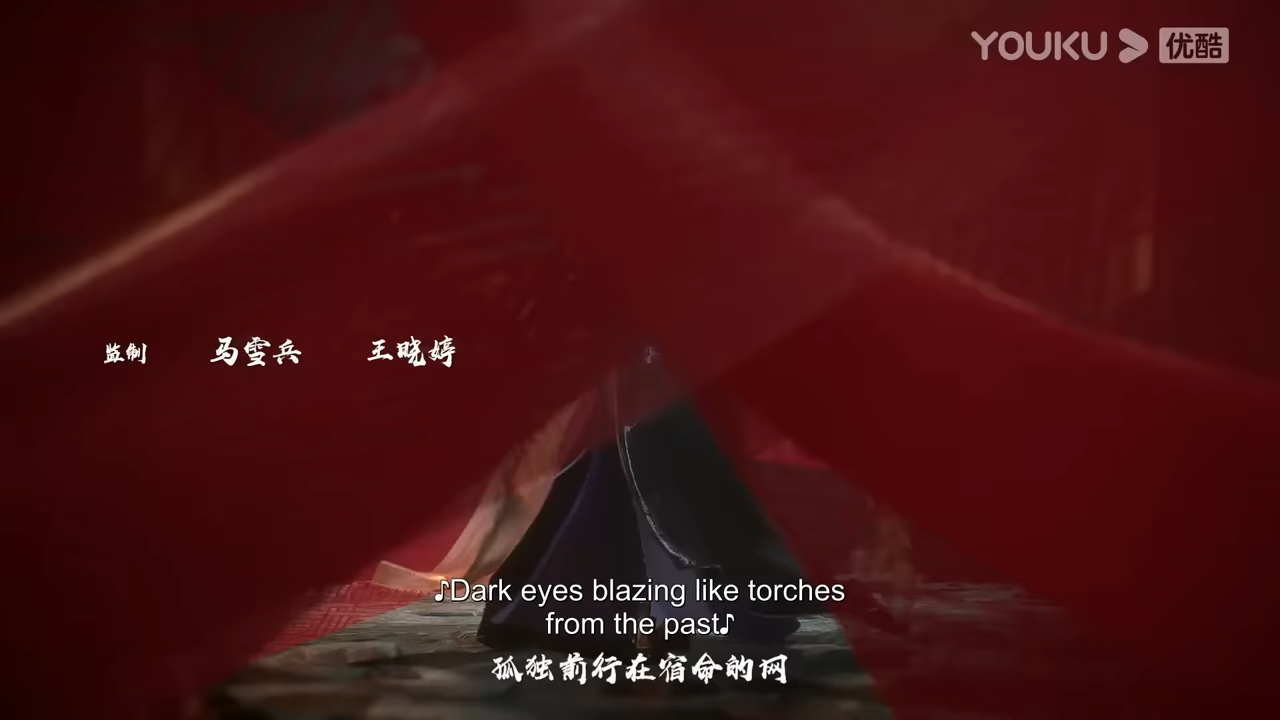 YOUKU 优酷
监制 马雪兵 王晓婷
♪Dark eyes blazing like torches
from the past♪
孤独前行在宿命的网